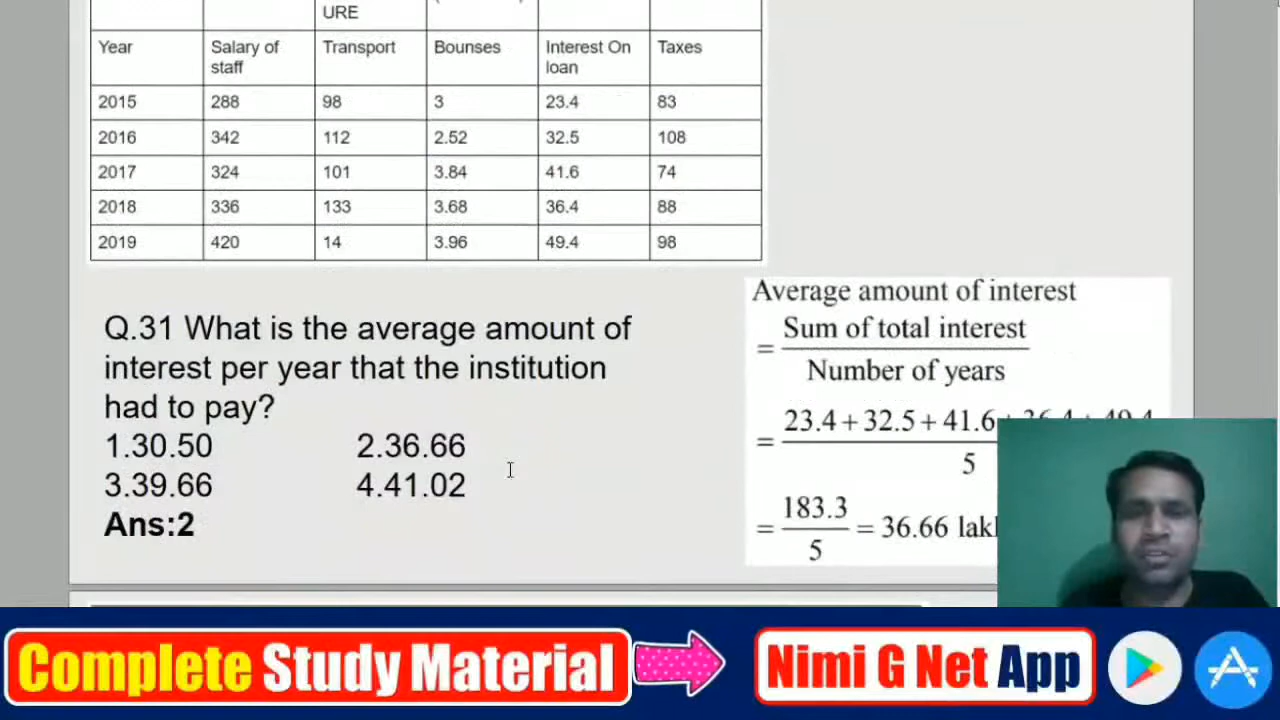 URE
Year Salary of staff Transport Bounses Interest On loan Taxes
2015 288 98 3 23.4 83
2016 342 112 2.52 32.5 108
2017 324 101 3.84 41.6 74
2018 336 133 3.68 36.4 88
2019 420 14 3.96 49.4 98
Q.31 What is the average amount of
interest per year that the institution
had to pay?
1.30.50 2.36.66
3.39.66 4.41.02
Ans:2
Average amount of interest
= Sum of total interest
Number of years
= 23.4 + 32.5 + 41.6 + 36.4 + 49.4
5
= 183.3
5
= 36.66
Complete Study Material
Nimi G Net App